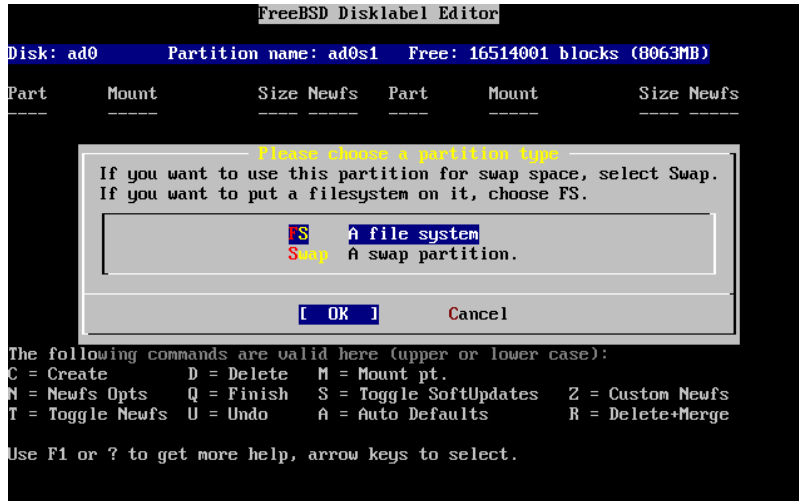 FreeBSD Disklabel Editor
Disk: ad0 Partition name: ad0s1 Free: 16514001 blocks (8063MB)
Part Mount Size Newfs Part Mount Size Newfs
---- ----- ---- ----- ---- ----- ---- -----
Please choose a partition type
If you want to use this partition for swap space, select Swap.
If you want to put a filesystem on it, choose FS.
FS A file system
Swap A swap partition.
[ OK ] Cancel
The following commands are valid here (upper or lower case):
C = Create D = Delete M = Mount pt.
N = Newfs Opts Q = Finish S = Toggle SoftUpdates Z = Custom Newfs
T = Toggle Newfs U = Undo A = Auto Defaults R = Delete+Merge
Use F1 or ? to get more help, arrow keys to select.